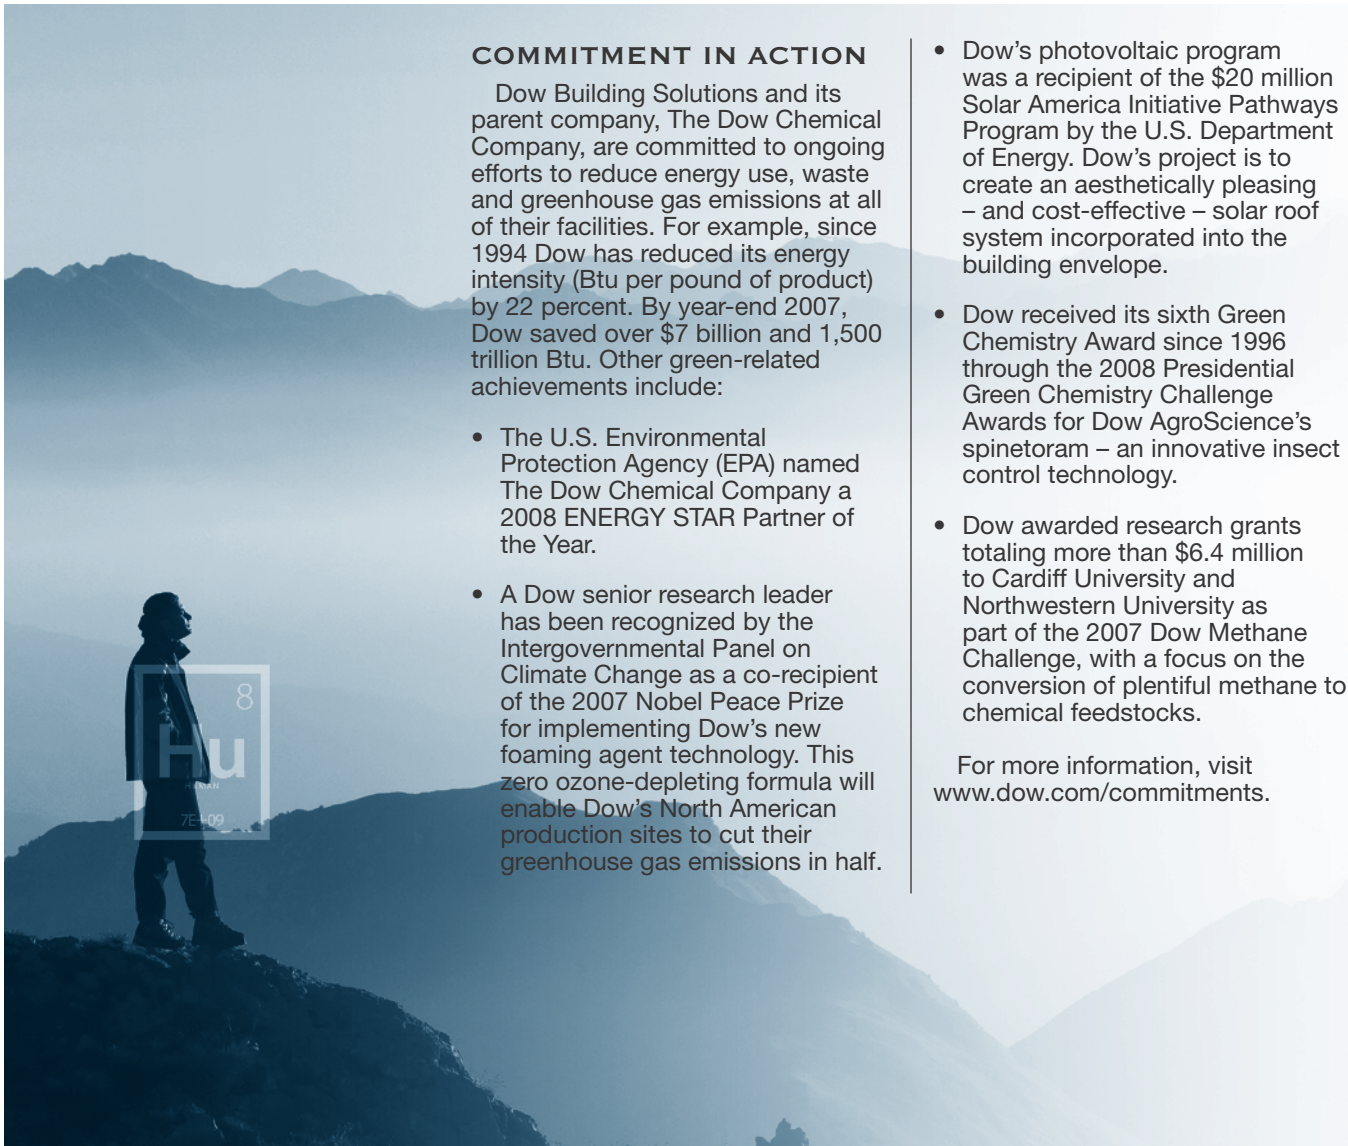 COMMITMENT IN ACTION
Dow Building Solutions and its
parent company, The Dow Chemical
Company, are committed to ongoing
efforts to reduce energy use, waste
and greenhouse gas emissions at all
of their facilities. For example, since
1994 Dow has reduced its energy
intensity (Btu per pound of product)
by 22 percent. By year-end 2007,
Dow saved over $7 billion and 1,500
trillion Btu. Other green-related
achievements include:
• The U.S. Environmental
Protection Agency (EPA) named
The Dow Chemical Company a
2008 ENERGY STAR Partner of
the Year.
• A Dow senior research leader
has been recognized by the
Intergovernmental Panel on
Climate Change as a co-recipient
of the 2007 Nobel Peace Prize
for implementing Dow’s new
foaming agent technology. This
zero ozone-depleting formula will
enable Dow’s North American
production sites to cut their
greenhouse gas emissions in half.
• Dow’s photovoltaic program
was a recipient of the $20 million
Solar America Initiative Pathways
Program by the U.S. Department
of Energy. Dow’s project is to
create an aesthetically pleasing
– and cost-effective – solar roof
system incorporated into the
building envelope.
• Dow received its sixth Green
Chemistry Award since 1996
through the 2008 Presidential
Green Chemistry Challenge
Awards for Dow AgroScience’s
spinetoram – an innovative insect
control technology.
• Dow awarded research grants
totaling more than $6.4 million
to Cardiff University and
Northwestern University as
part of the 2007 Dow Methane
Challenge, with a focus on the
conversion of plentiful methane to
chemical feedstocks.
For more information, visit
www.dow.com/commitments.
8
Hu
HUMAN
7E+09